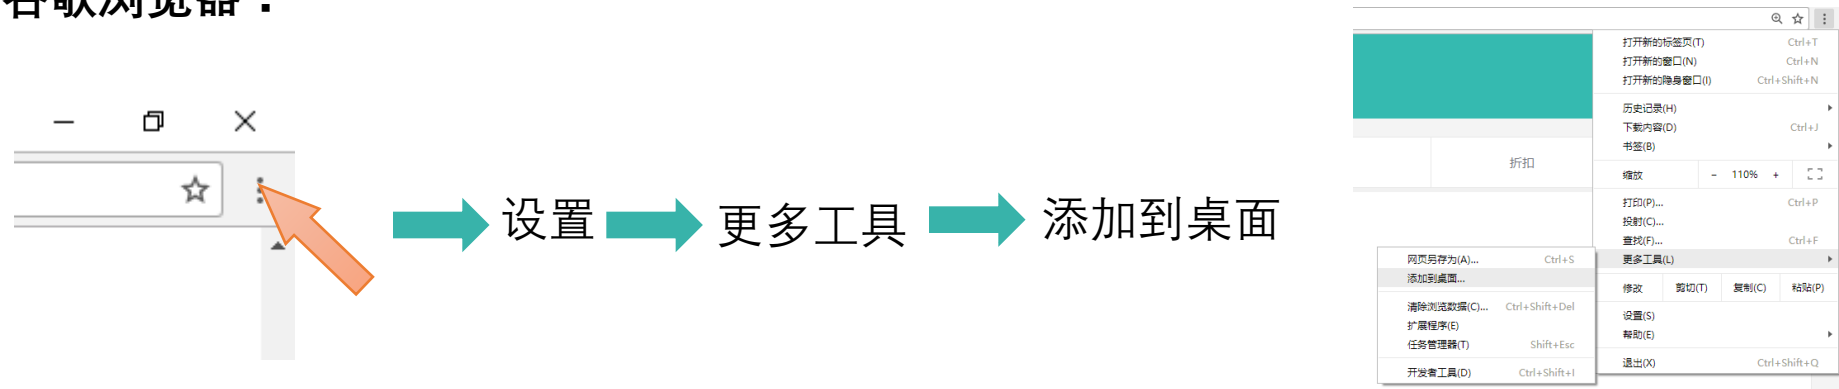 谷歌浏览器：
设置
更多工具
添加到桌面
折扣
打开新的标签页(T) Ctrl+T
打开新的窗口(N) Ctrl+N
打开新的隐身窗口(I) Ctrl+Shift+N
历史记录(H)
下载内容(D) Ctrl+J
书签(B)
缩放 - 110% +
打印(P)... Ctrl+P
投射(C)...
查找(F)... Ctrl+F
更多工具(L)
修改 剪切(T) 复制(C) 粘贴(P)
设置(S)
帮助(E)
退出(X) Ctrl+Shift+Q
网页另存为(A)... Ctrl+S
添加到桌面...
清除浏览数据(C)... Ctrl+Shift+Del
扩展程序(E)
任务管理器(T) Shift+Esc
开发者工具(D) Ctrl+Shift+I